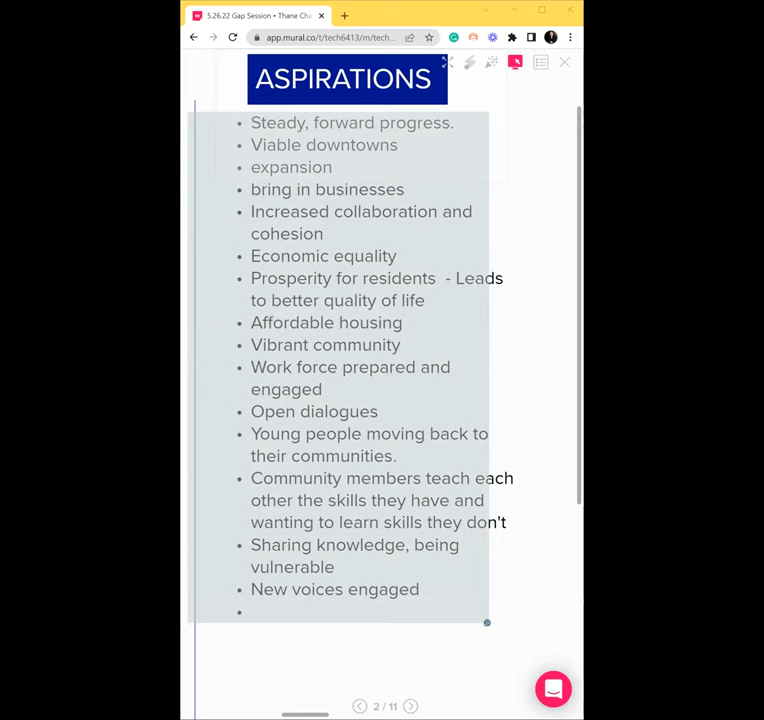 5.26.22 Gap Session • Thane Cha
app.mural.co/t/tech6413/m/tech...
ASPIRATIONS
• Steady, forward progress.
• Viable downtowns
• expansion
• bring in businesses
• Increased collaboration and
cohesion
• Economic equality
• Prosperity for residents - Leads
to better quality of life
• Affordable housing
• Vibrant community
• Work force prepared and
engaged
• Open dialogues
• Young people moving back to
their communities.
• Community members teach each
other the skills they have and
wanting to learn skills they don't
• Sharing knowledge, being
vulnerable
• New voices engaged
•
2 / 11